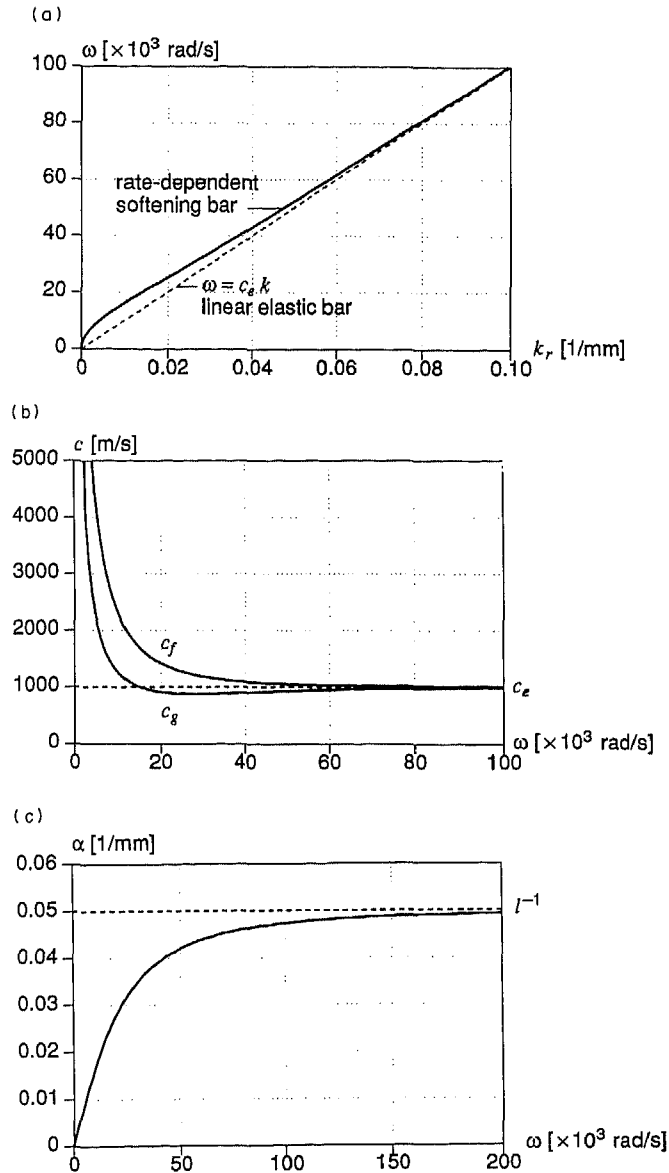 (a)
ω [×10³ rad/s]
100
80
60
40
20
0
rate-dependent
softening bar
ω = cₑ k
linear elastic bar
0
0.02
0.04
0.06
0.08
0.10
kᵣ [1/mm]
(b)
c [m/s]
5000
4000
3000
2000
1000
0
c_f
c_g
cₑ
0
20
40
60
80
100
ω [×10³ rad/s]
(c)
α [1/mm]
0.06
0.05
0.04
0.03
0.02
0.01
0
l⁻¹
0
50
100
150
200
ω [×10³ rad/s]